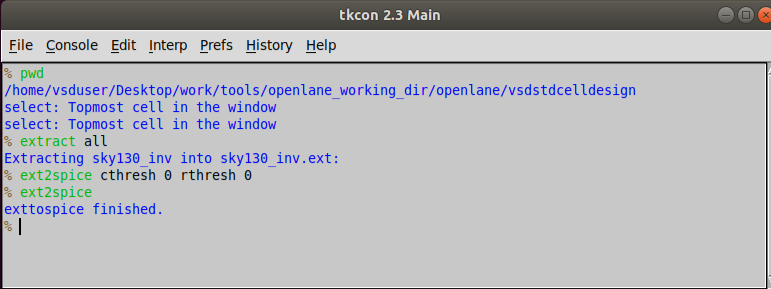 tkcon 2.3 Main
File Console Edit Interp Prefs History Help
% pwd
/home/vsduser/Desktop/work/tools/openlane_working_dir/openlane/vsdstdcelldesign
select: Topmost cell in the window
select: Topmost cell in the window
% extract all
Extracting sky130_inv into sky130_inv.ext:
% ext2spice cthresh 0 rthresh 0
% ext2spice
exttospice finished.
%